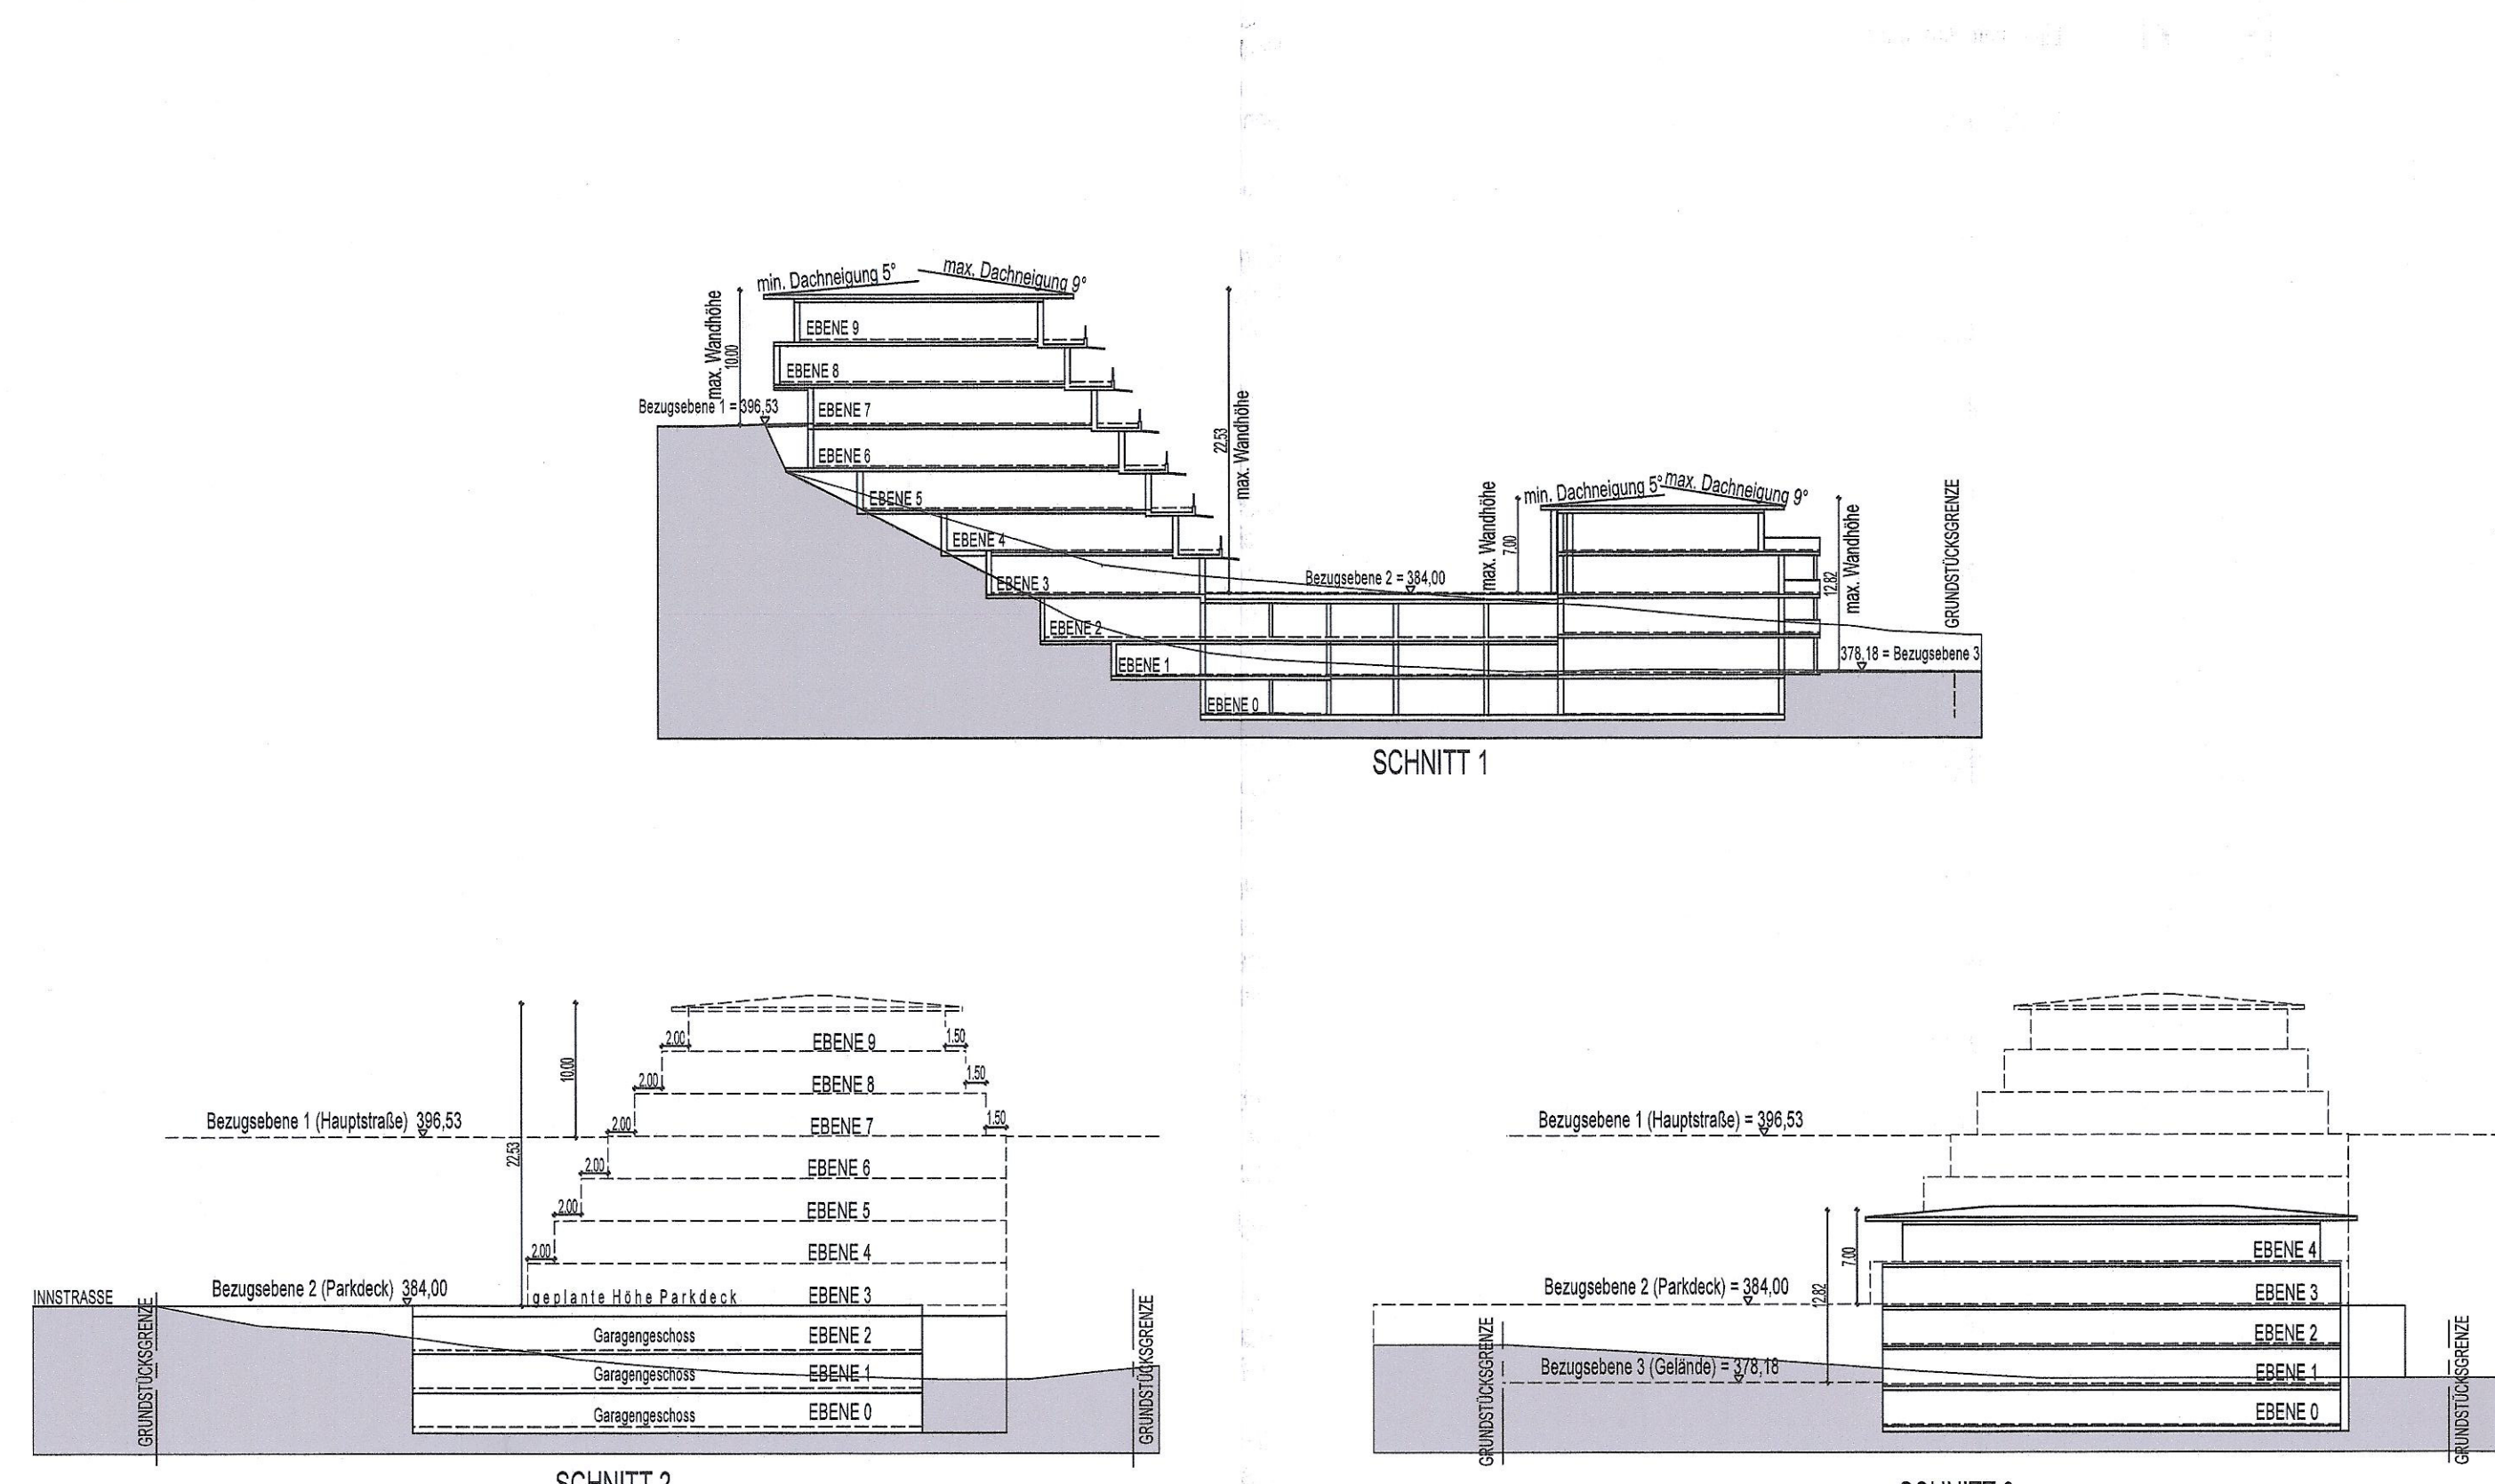 min. Dachneigung 5°
max. Dachneigung 9°
max. Wandhöhe
10.00
EBENE 9
EBENE 8
Bezugsebene 1 = 396,53
EBENE 7
EBENE 6
EBENE 5
EBENE 4
EBENE 3
EBENE 2
EBENE 1
EBENE 0
22.53
max. Wandhöhe
Bezugsebene 2 = 384,00
max. Wandhöhe
7.00
min. Dachneigung 5°
max. Dachneigung 9°
12.82
max. Wandhöhe
GRUNDSTÜCKSGRENZE
378,18 = Bezugsebene 3
SCHNITT 1
22.53
10.00
2.00
EBENE 9
1.50
2.00
EBENE 8
1.50
Bezugsebene 1 (Hauptstraße) 396,53
2.00
EBENE 7
1.50
2.00
EBENE 6
2.00
EBENE 5
2.00
EBENE 4
INNSTRASSE
Bezugsebene 2 (Parkdeck) 384,00
geplante Höhe Parkdeck
EBENE 3
Garagengeschoss
EBENE 2
Garagengeschoss
EBENE 1
Garagengeschoss
EBENE 0
GRUNDSTÜCKSGRENZE
GRUNDSTÜCKSGRENZE
SCHNITT 2
Bezugsebene 1 (Hauptstraße) = 396,53
7.00
12.82
EBENE 4
Bezugsebene 2 (Parkdeck) = 384,00
EBENE 3
EBENE 2
Bezugsebene 3 (Gelände) = 378,18
EBENE 1
EBENE 0
GRUNDSTÜCKSGRENZE
GRUNDSTÜCKSGRENZE
SCHNITT